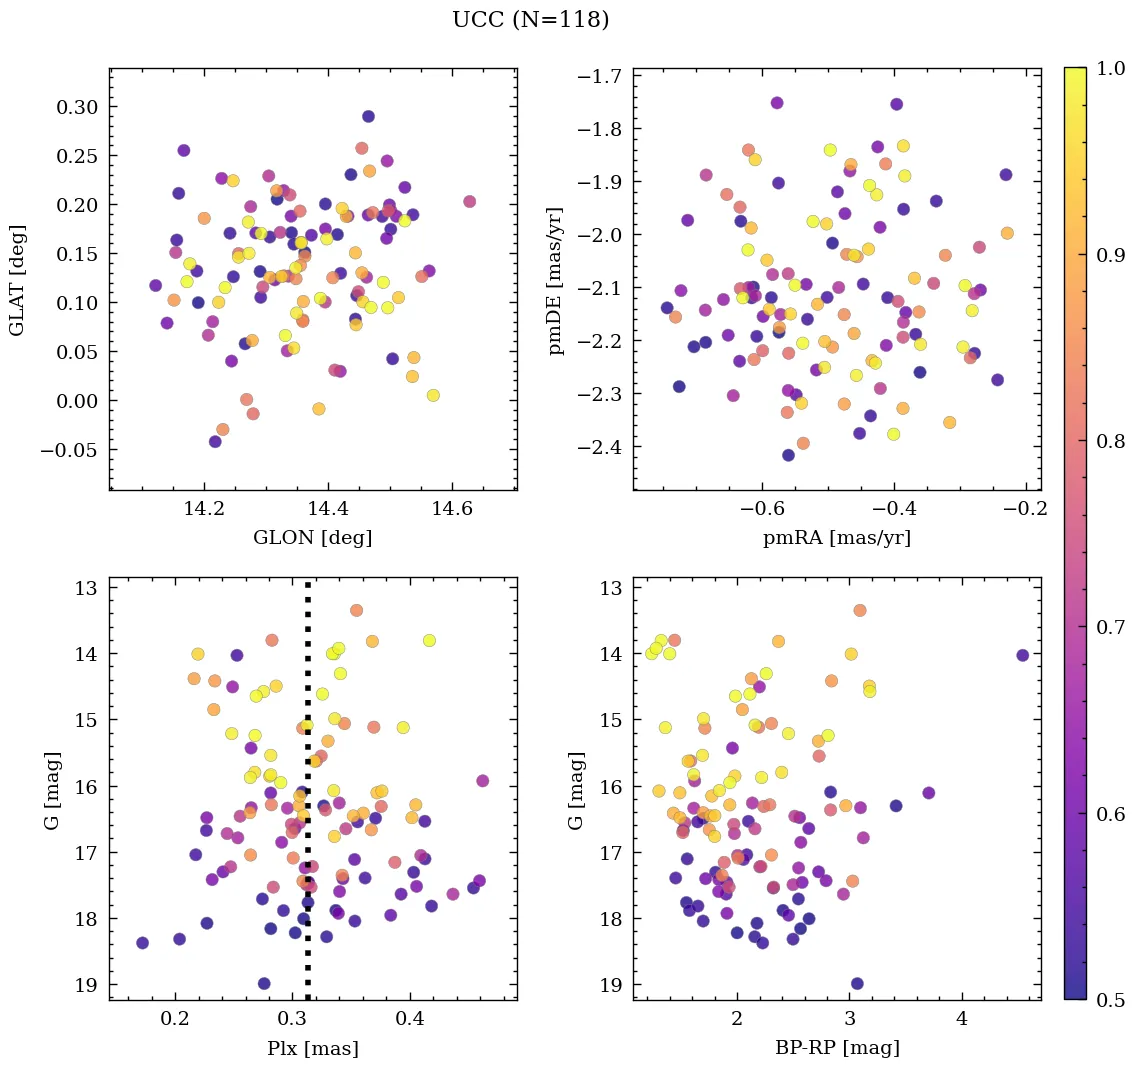 UCC (N=118)
0.30
0.25
0.20
0.15
0.10
0.05
0.00
−0.05
GLAT [deg]
14.2 14.4 14.6
GLON [deg]
−1.7
−1.8
−1.9
−2.0
−2.1
−2.2
−2.3
−2.4
pmDE [mas/yr]
−0.6 −0.4 −0.2
pmRA [mas/yr]
13
14
15
16
17
18
19
G [mag]
0.2 0.3 0.4
Plx [mas]
13
14
15
16
17
18
19
G [mag]
2 3 4
BP-RP [mag]
1.0
0.9
0.8
0.7
0.6
0.5